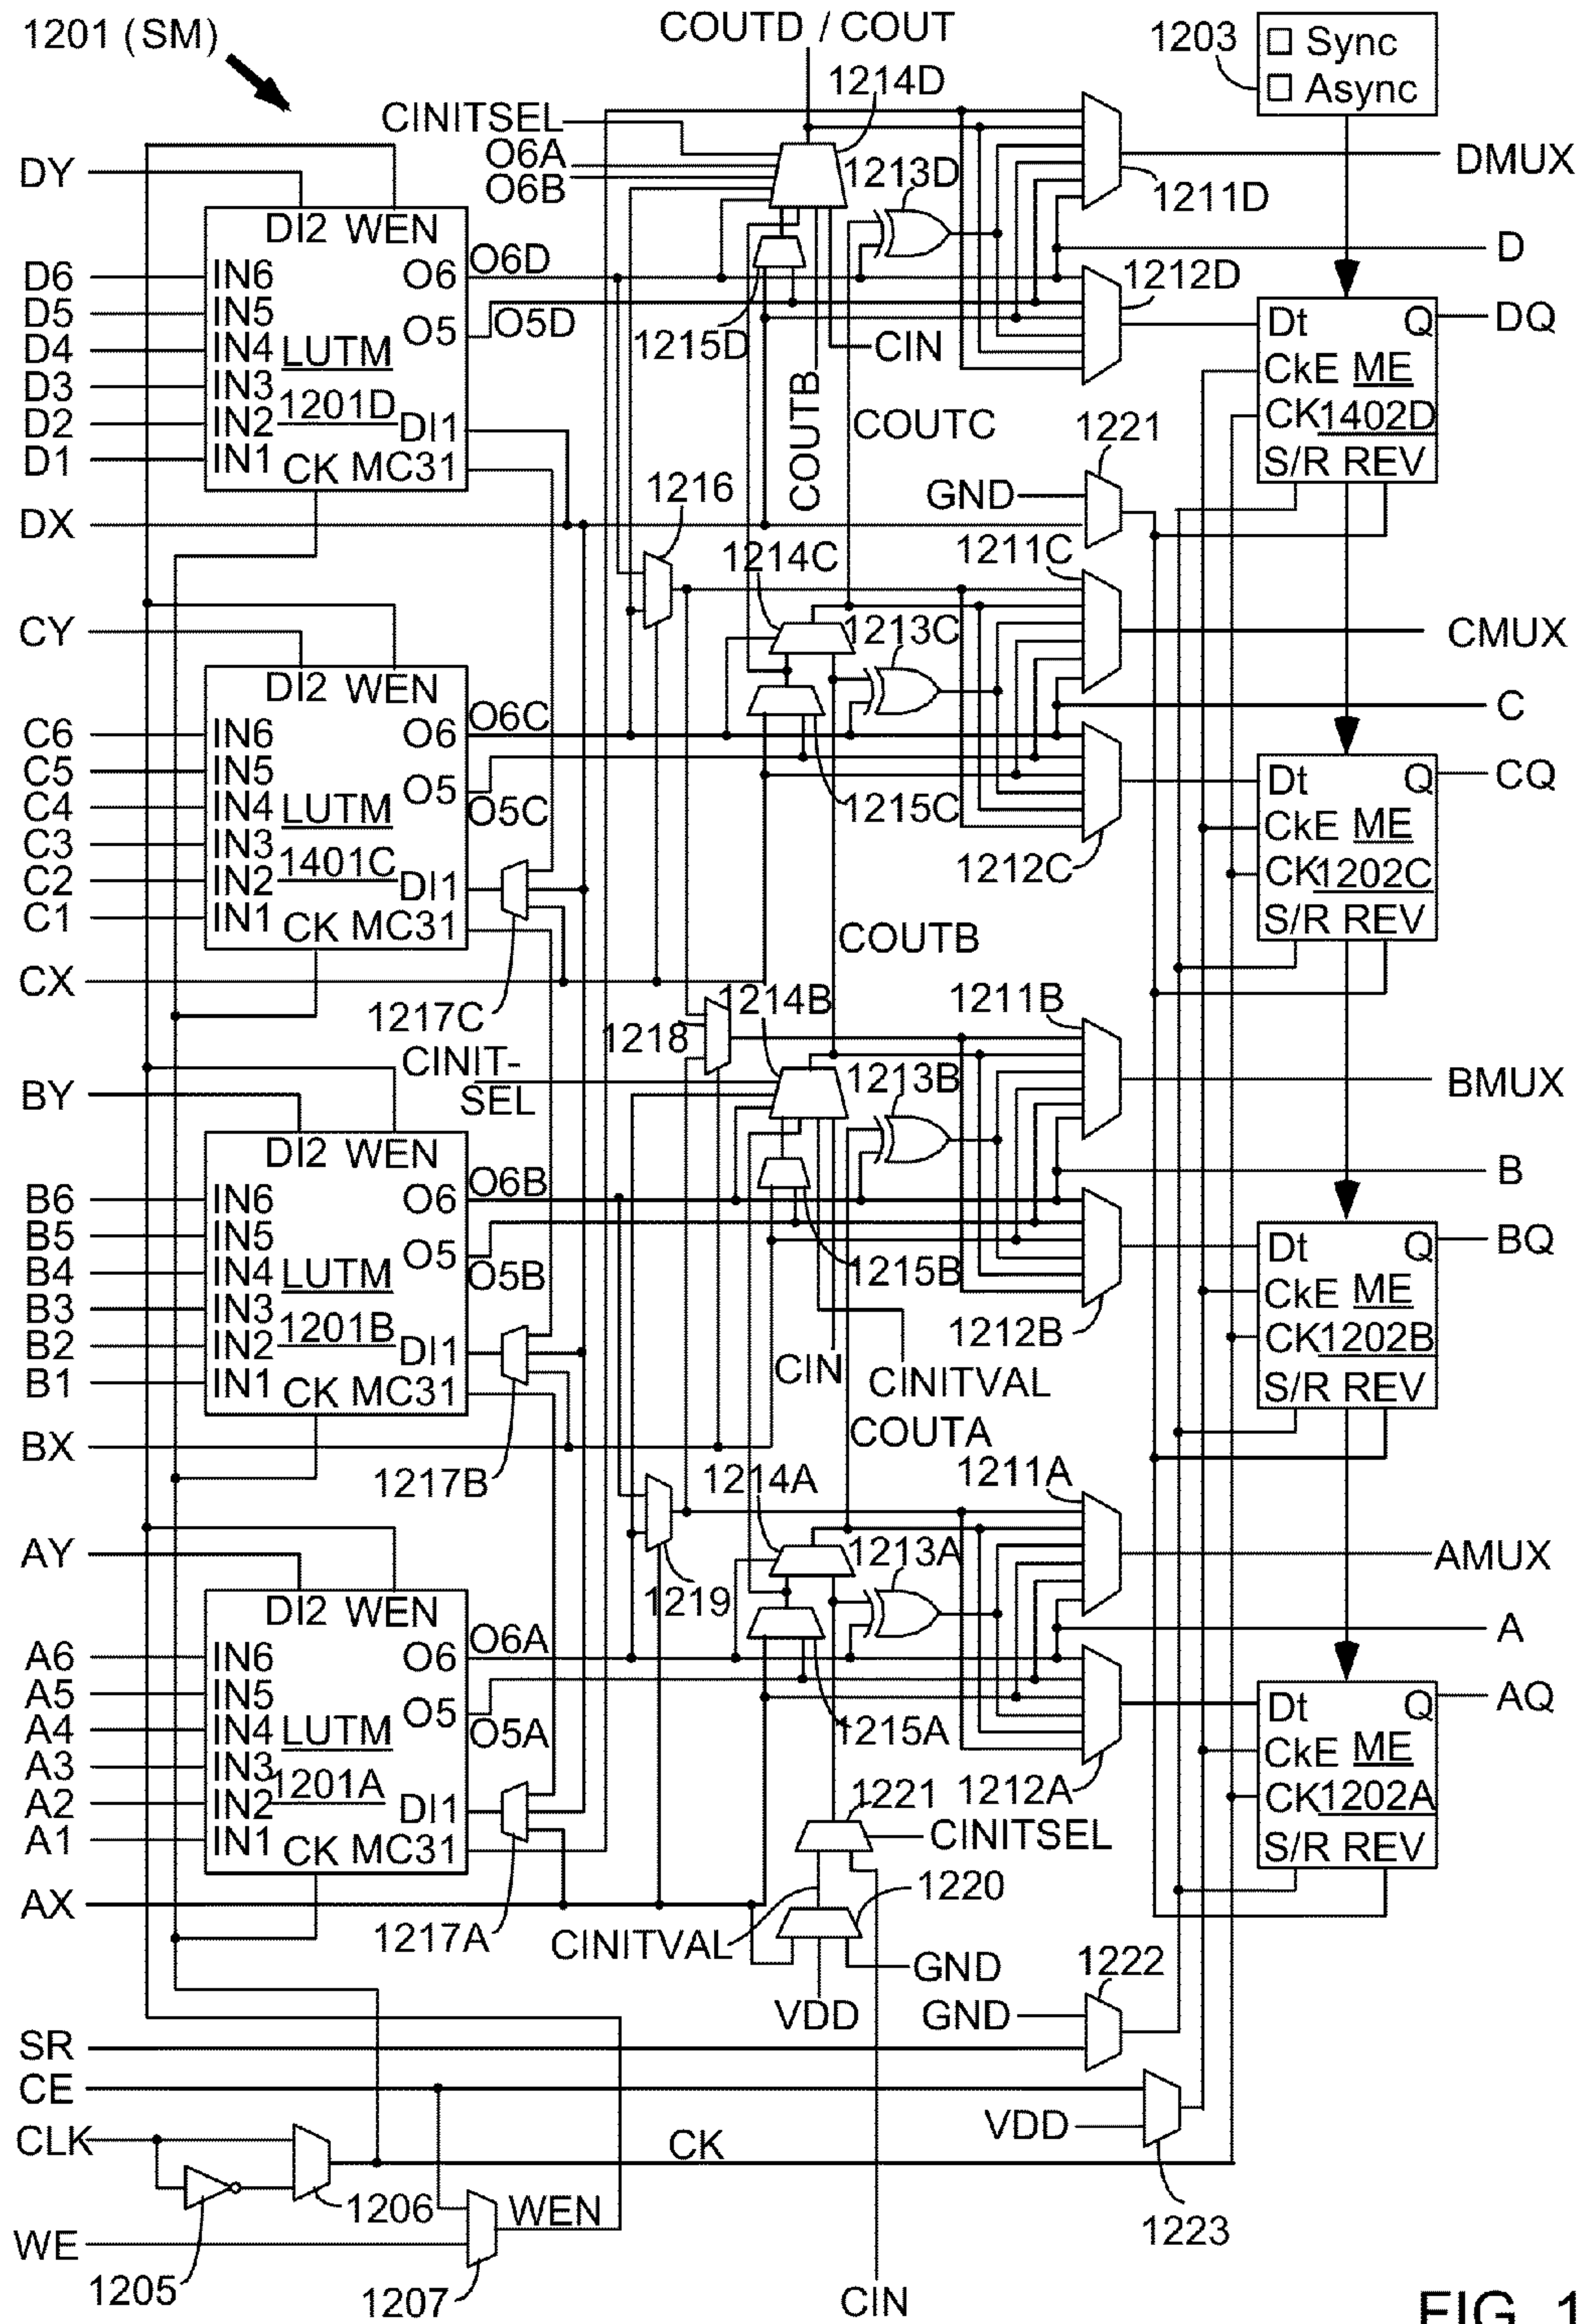 1201 (SM)
COUTD / COUT
1203
Sync
Async
1214D
CINITSEL
O6A
O6B
1213D
DMUX
1211D
DY
DI2 WEN
D6 IN6 O6 O6D
D
1212D
D5 IN5
O5 O5D
1215D
CIN
Dt Q DQ
D4 IN4 LUTM
CkE ME
D3 IN3
D2 IN2 1201D DI1
COUTB
COUTC
1221
CK 1402D
D1 IN1 CK MC31
S/R REV
1216
GND
DX
1214C
1211C
CY
1213C
CMUX
DI2 WEN
C6 IN6 O6 O6C
C
C5 IN5
O5 O5C
1215C
Dt Q CQ
C4 IN4 LUTM
CkE ME
C3 IN3
1212C
C2 IN2 1401C DI1
CK 1202C
C1 IN1 CK MC31
S/R REV
COUTB
CX
1217C
1214B
1211B
1218
CINIT-
SEL
1213B
BMUX
BY
DI2 WEN
B6 IN6 O6 O6B
B
B5 IN5
O5 O5B
1215B
Dt Q BQ
B4 IN4 LUTM
CkE ME
B3 IN3
1212B
B2 IN2 1201B DI1
CIN
CINITVAL
CK 1202B
B1 IN1 CK MC31
S/R REV
COUTA
BX
1217B
1214A
1211A
AY
1213A
AMUX
1219
DI2 WEN
A6 IN6 O6 O6A
A
A5 IN5
O5 O5A
1215A
Dt Q AQ
A4 IN4 LUTM
CkE ME
A3 IN3
1221
1212A
A2 IN2 1201A DI1
CK 1202A
A1 IN1 CK MC31
CINITSEL
S/R REV
1220
AX
1217A
CINITVAL
GND
1222
VDD
GND
SR
CE
VDD
CLK
CK
1206
WEN
1223
WE
1205
1207
CIN
FIG. 1